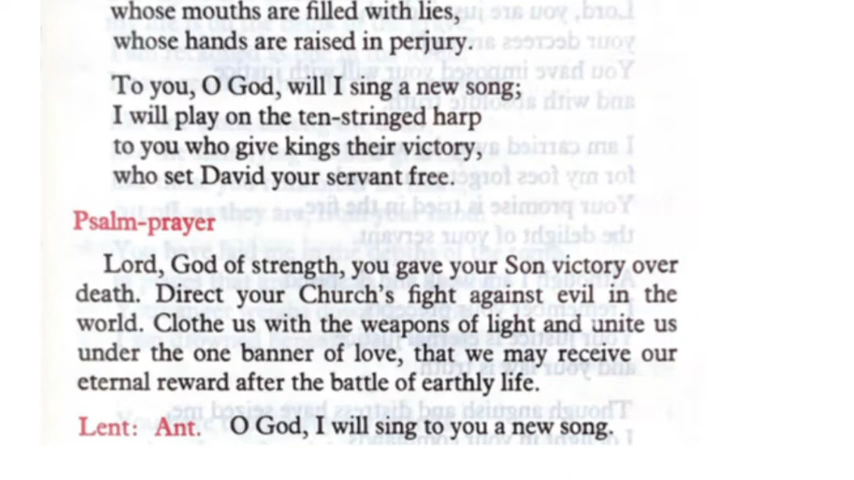 whose mouths are filled with lies,
whose hands are raised in perjury.
To you, O God, will I sing a new song;
I will play on the ten-stringed harp
to you who give kings their victory,
who set David your servant free.
Psalm-prayer
Lord, God of strength, you gave your Son victory over
death. Direct your Church's fight against evil in the
world. Clothe us with the weapons of light and unite us
under the one banner of love, that we may receive our
eternal reward after the battle of earthly life.
Lent: Ant. O God, I will sing to you a new song.